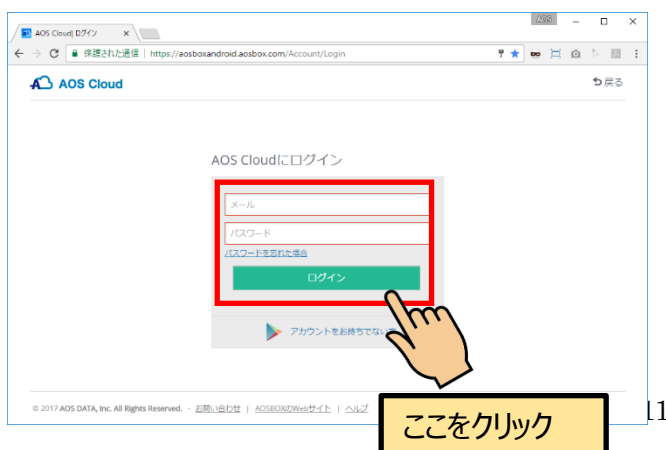 AOS
AOS Cloud| ログイン
保護された通信 | https://aosboxandroid.aosbox.com/Account/Login
AOS Cloud
戻る
AOS Cloudにログイン
メール
パスワード
パスワードを忘れた場合
ログイン
アカウントをお持ちでない
© 2017 AOS DATA, Inc. All Rights Reserved. - お問い合わせ | AOSBOXのWebサイト | ヘルプ
ここをクリック
11